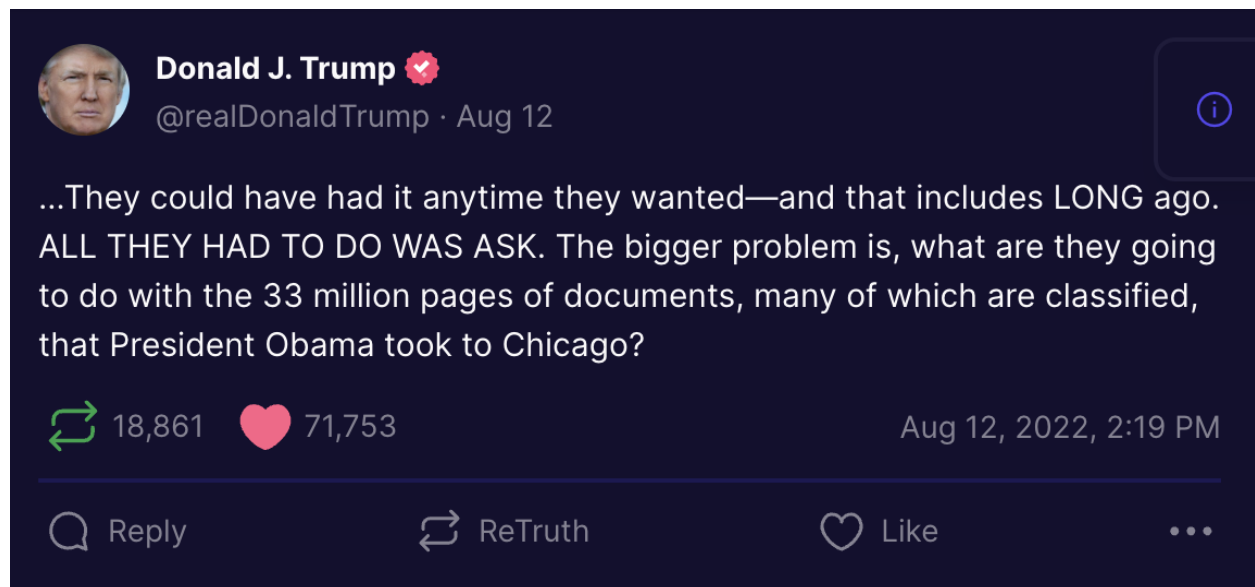 Donald J. Trump
@realDonaldTrump · Aug 12
...They could have had it anytime they wanted—and that includes LONG ago.
ALL THEY HAD TO DO WAS ASK. The bigger problem is, what are they going
to do with the 33 million pages of documents, many of which are classified,
that President Obama took to Chicago?
18,861 71,753 Aug 12, 2022, 2:19 PM
Reply ReTruth Like